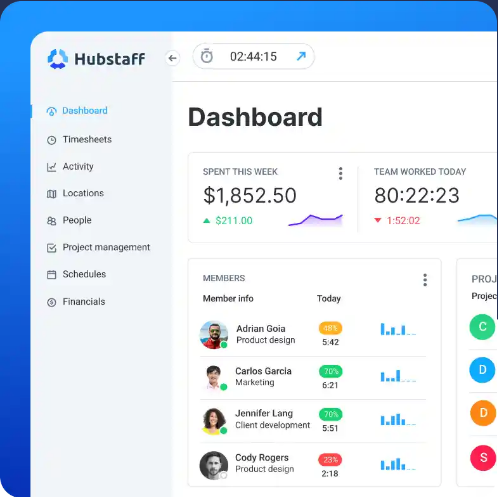 Hubstaff
02:44:15
Dashboard
Timesheets
Activity
Locations
People
Project management
Schedules
Financials
Dashboard
SPENT THIS WEEK
$1,852.50
$211.00
TEAM WORKED TODAY
80:22:23
1:52:02
MEMBERS
Member info Today
Adrian Goia 48%
Product design 5:42
Carlos Garcia 70%
Marketing 6:21
Jennifer Lang 70%
Client development 5:51
Cody Rogers 23%
Product design 2:18
PROJ
Projec
C
D
D
S